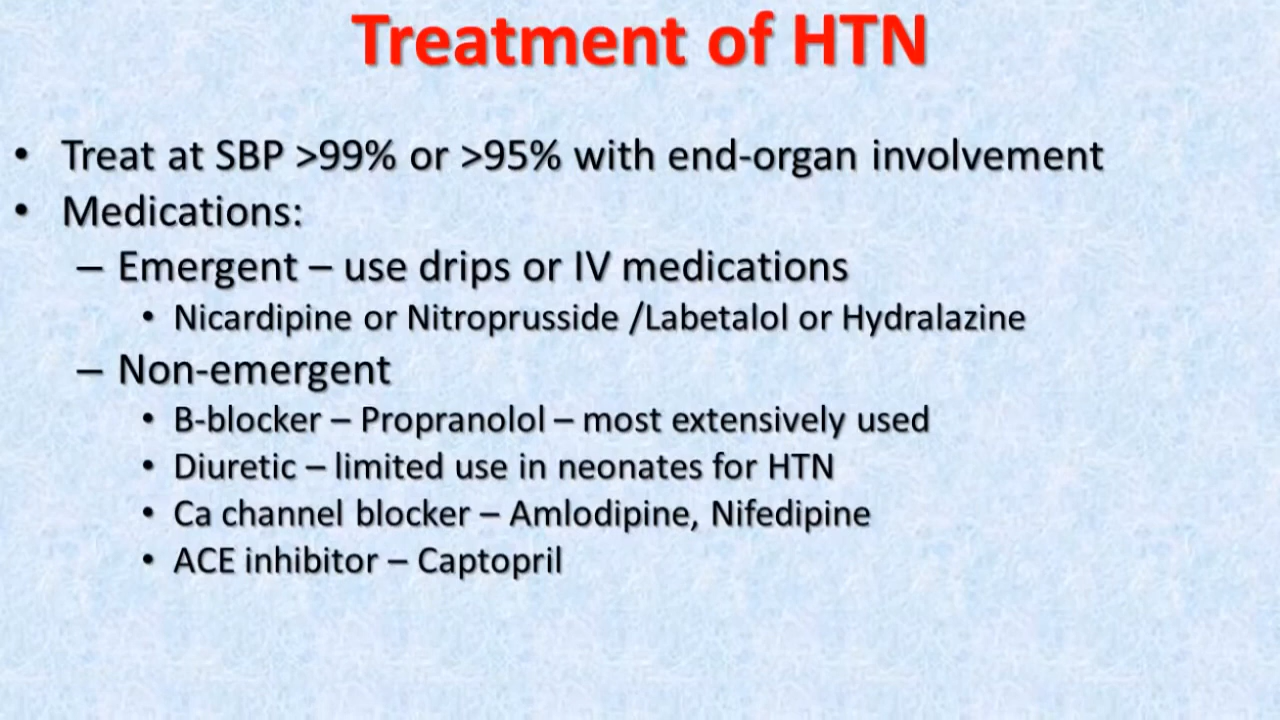 Treatment of HTN
• Treat at SBP >99% or >95% with end-organ involvement
• Medications:
– Emergent – use drips or IV medications
• Nicardipine or Nitroprusside /Labetalol or Hydralazine
– Non-emergent
• B-blocker – Propranolol – most extensively used
• Diuretic – limited use in neonates for HTN
• Ca channel blocker – Amlodipine, Nifedipine
• ACE inhibitor – Captopril